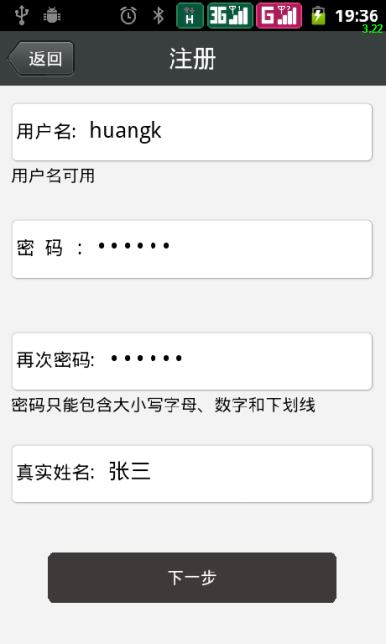 H 3G G 19:36
3.22
返回 注册
用户名: huangk
用户名可用
密 码 : ••••••
再次密码: ••••••
密码只能包含大小写字母、数字和下划线
真实姓名: 张三
下一步